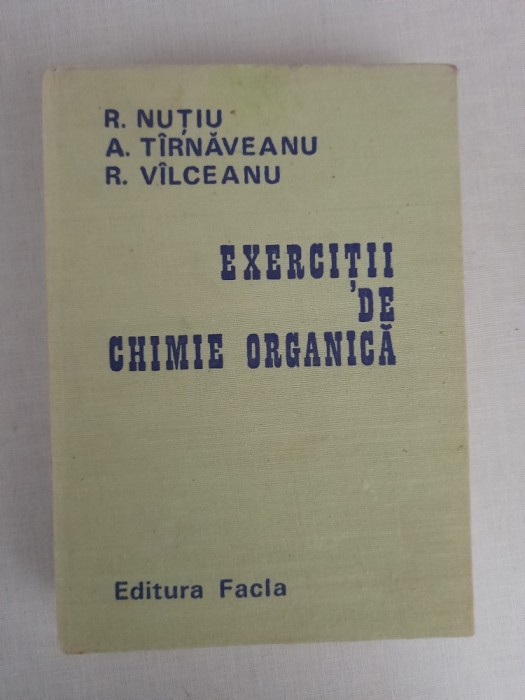 R. NUȚIU
A. TÎRNĂVEANU
R. VÎLCEANU
EXERCIȚII
DE
CHIMIE ORGANICĂ
Editura Facla